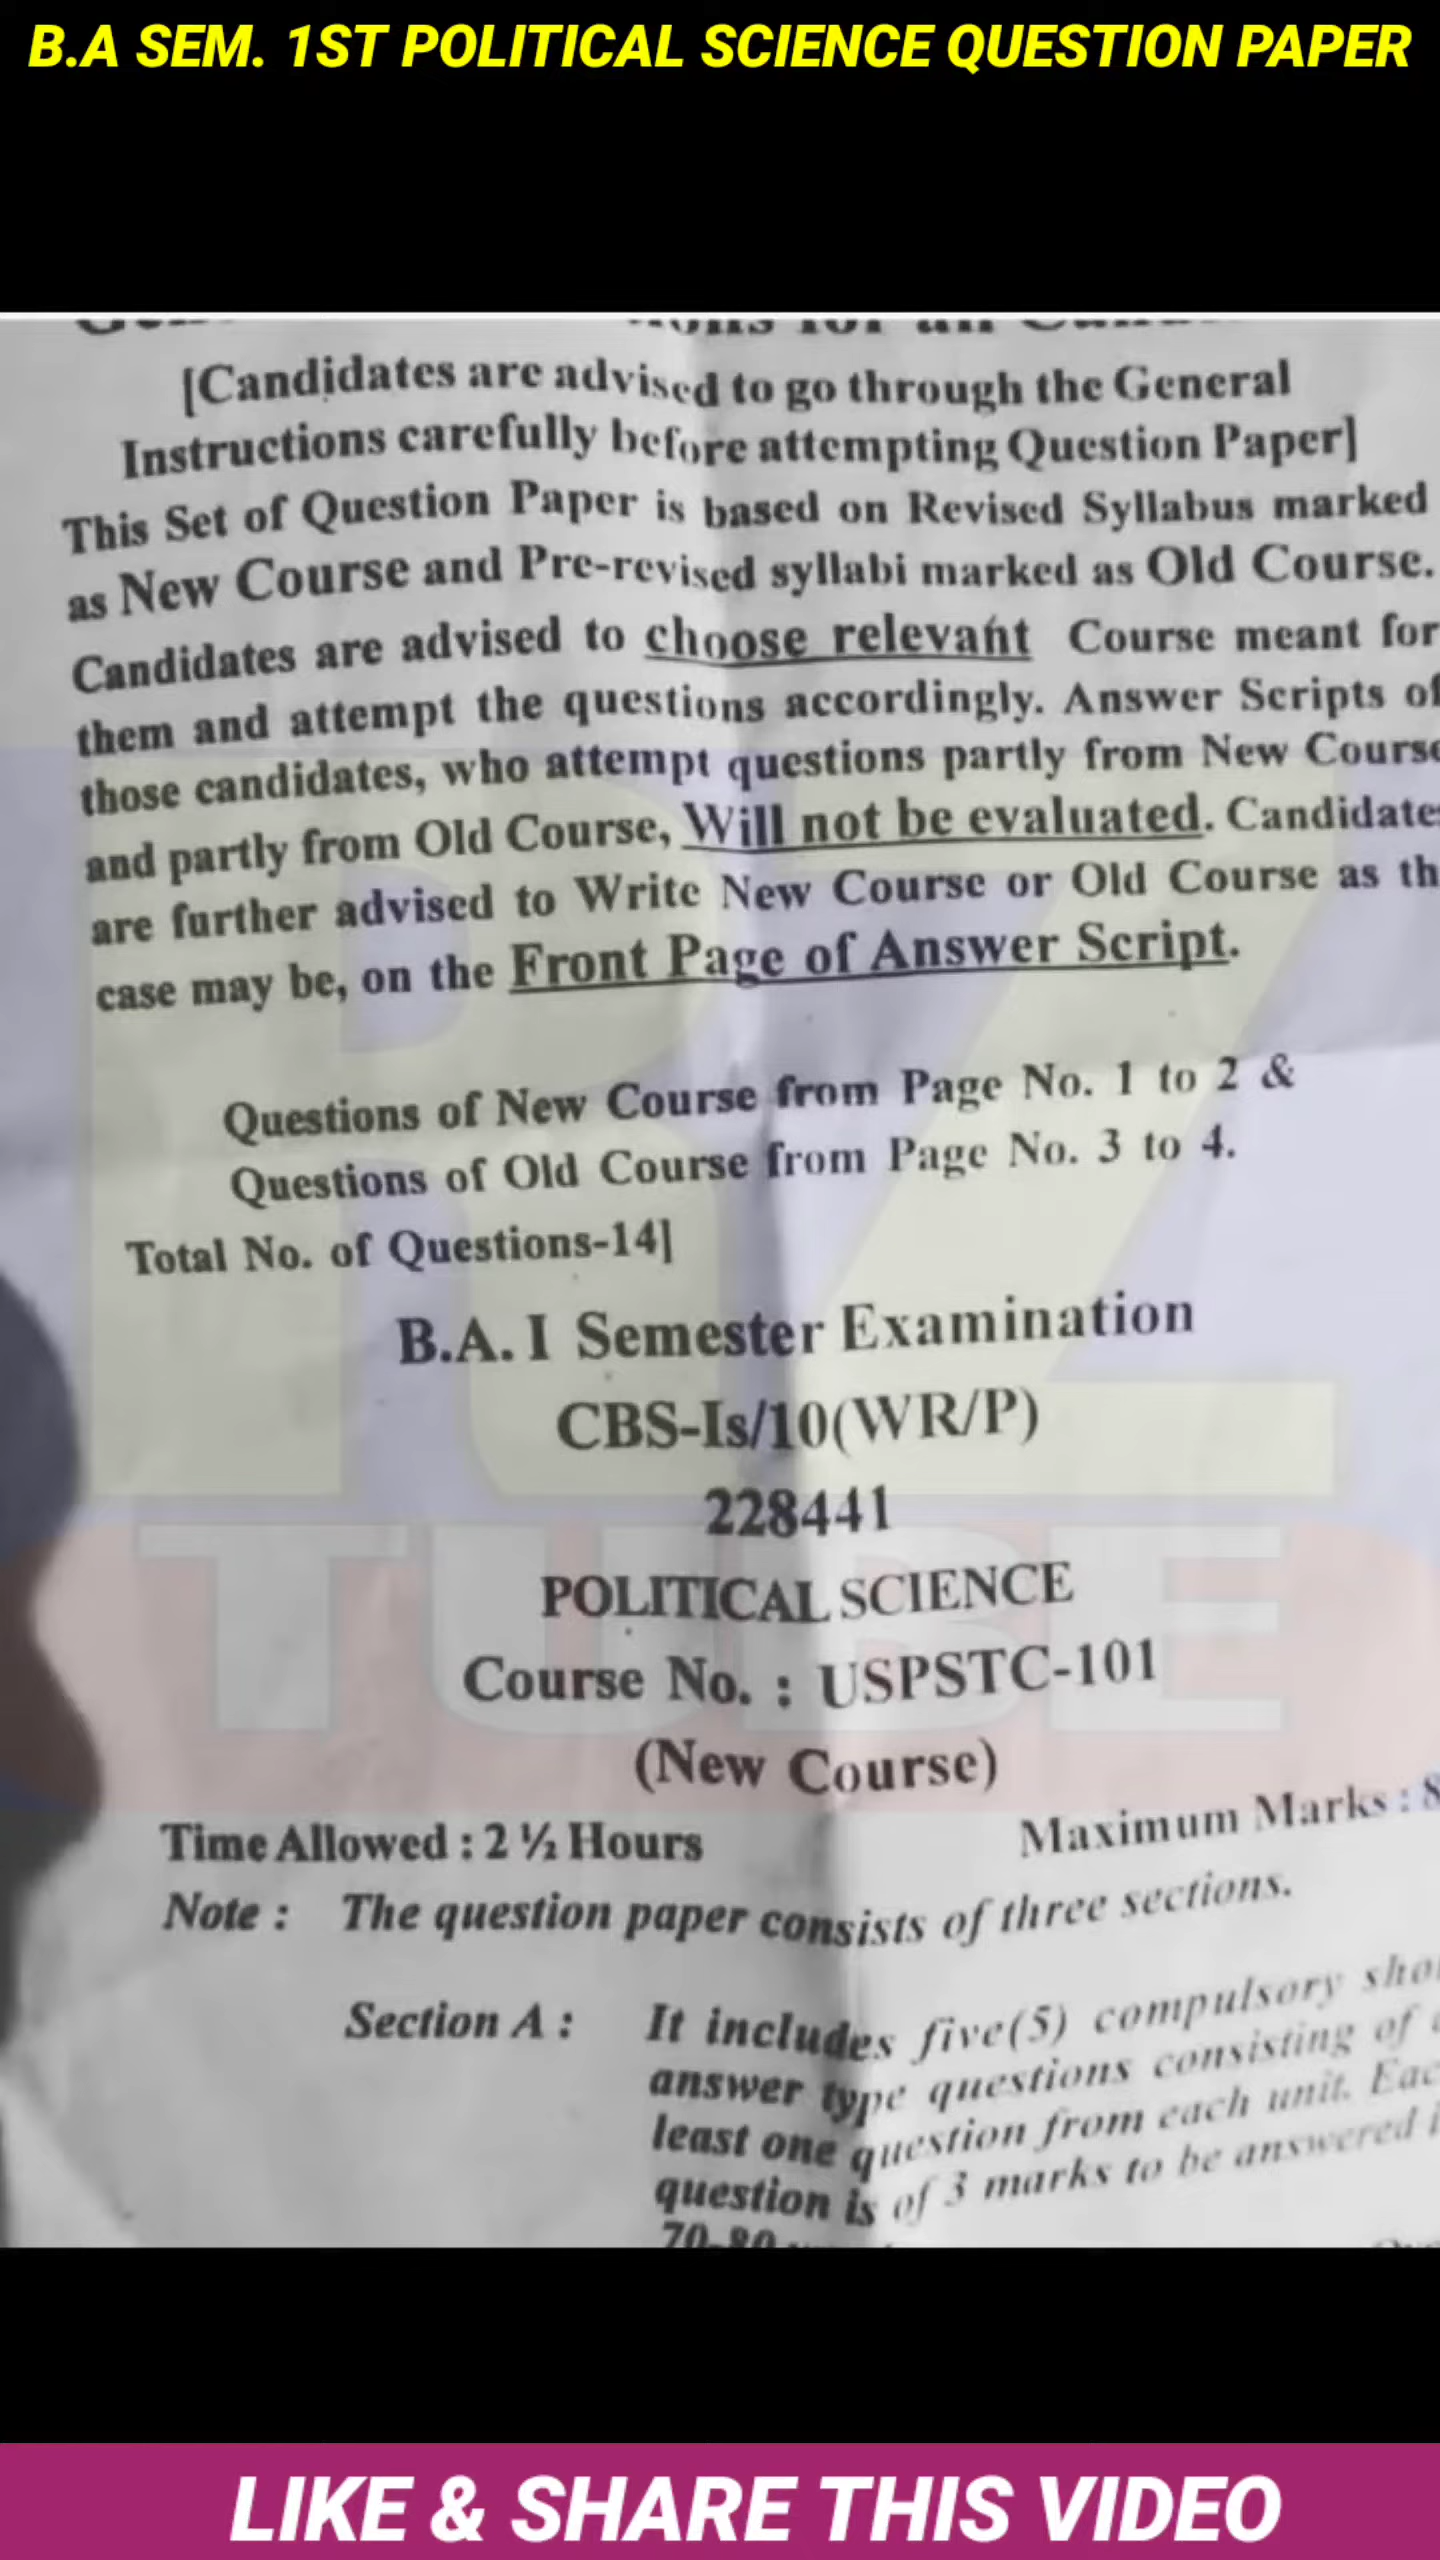 B.A SEM. 1ST POLITICAL SCIENCE QUESTION PAPER
[Candidates are advised to go through the General
Instructions carefully before attempting Question Paper]
This Set of Question Paper is based on Revised Syllabus marked
as New Course and Pre-revised syllabi marked as Old Course.
Candidates are advised to choose relevant Course meant for
them and attempt the questions accordingly. Answer Scripts of
those candidates, who attempt questions partly from New Course
and partly from Old Course, Will not be evaluated. Candidates
are further advised to Write New Course or Old Course as th
case may be, on the Front Page of Answer Script.
Questions of New Course from Page No. 1 to 2 &
Questions of Old Course from Page No. 3 to 4.
Total No. of Questions-14]
B.A. I Semester Examination
CBS-Is/10(WR/P)
228441
POLITICAL SCIENCE
Course No. : USPSTC-101
(New Course)
Time Allowed : 2 ½ Hours Maximum Marks : 8
Note : The question paper consists of three sections.
Section A : It includes five(5) compulsory sho
answer type questions consisting of
least one question from each unit. Eac
question is of 3 marks to be answered i
70-80
RZ
TUBE
LIKE & SHARE THIS VIDEO